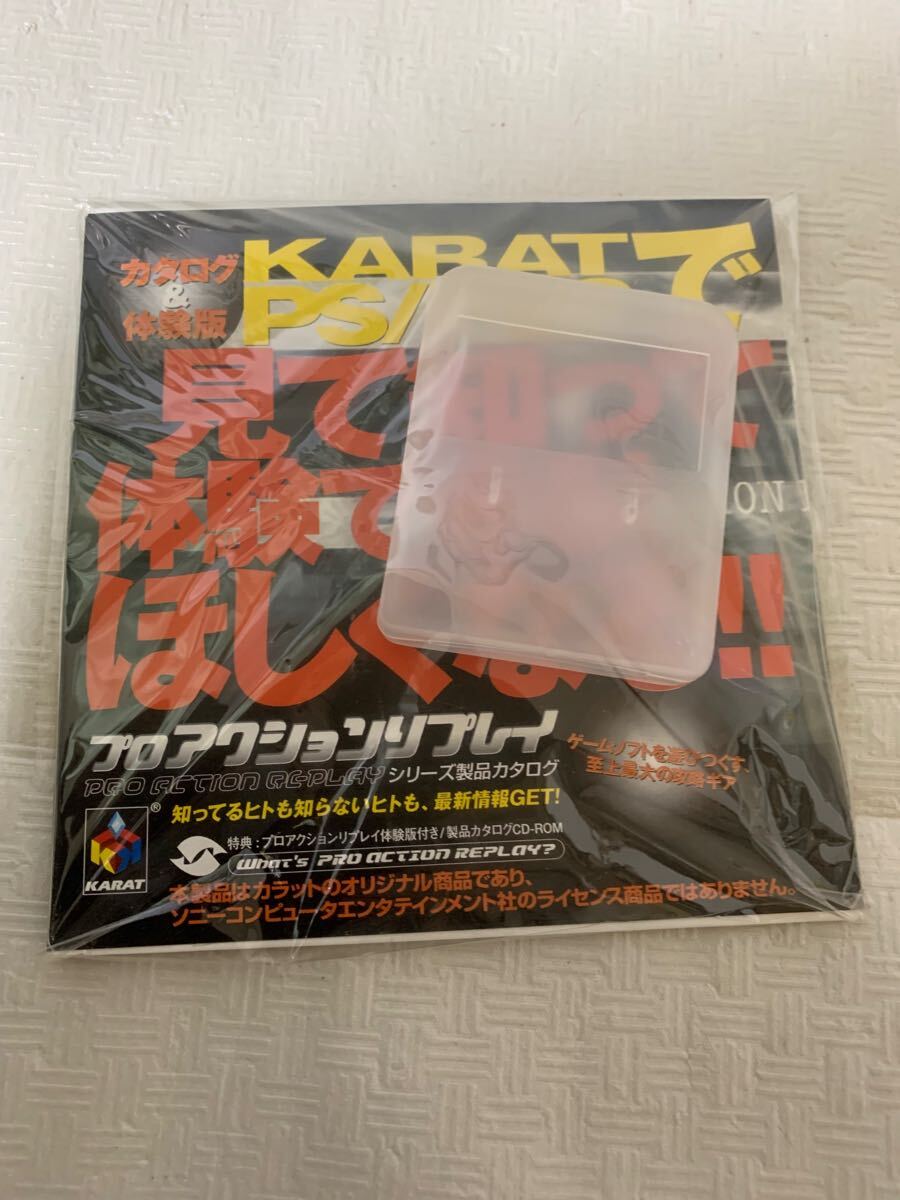 カタログ
&
体験版
KARAT
PS/ で
見て
体験で
ほしく !!
ION
プロアクションリプレイ
PRO ACTION RE-PLAY シリーズ製品カタログ
ゲームソフトを遊びつくす、
至上最大の攻略ギア
知ってるヒトも知らないヒトも、最新情報GET!
特典:プロアクションリプレイ体験版付き/製品カタログCD-ROM
What's PRO ACTION REPLAY?
®
KARAT
本製品はカラットのオリジナル商品であり、
ソニーコンピュータエンタテインメント社のライセンス商品ではありません。